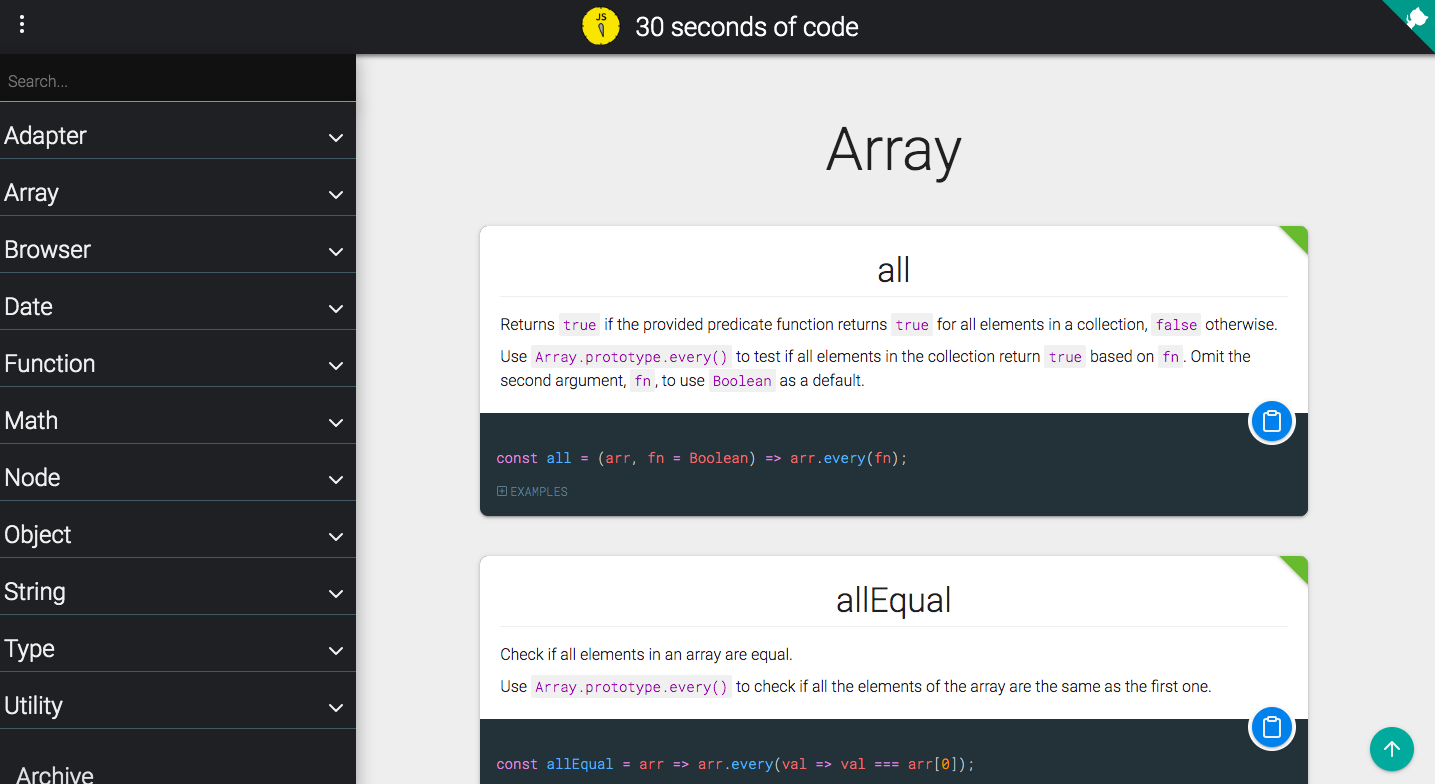 JS
30 seconds of code
Search...
Adapter
Array
Browser
Date
Function
Math
Node
Object
String
Type
Utility
Archive
Array
all
Returns true if the provided predicate function returns true for all elements in a collection, false otherwise.
Use Array.prototype.every() to test if all elements in the collection return true based on fn. Omit the
second argument, fn, to use Boolean as a default.
const all = (arr, fn = Boolean) => arr.every(fn);
EXAMPLES
allEqual
Check if all elements in an array are equal.
Use Array.prototype.every() to check if all the elements of the array are the same as the first one.
const allEqual = arr => arr.every(val => val === arr[0]);